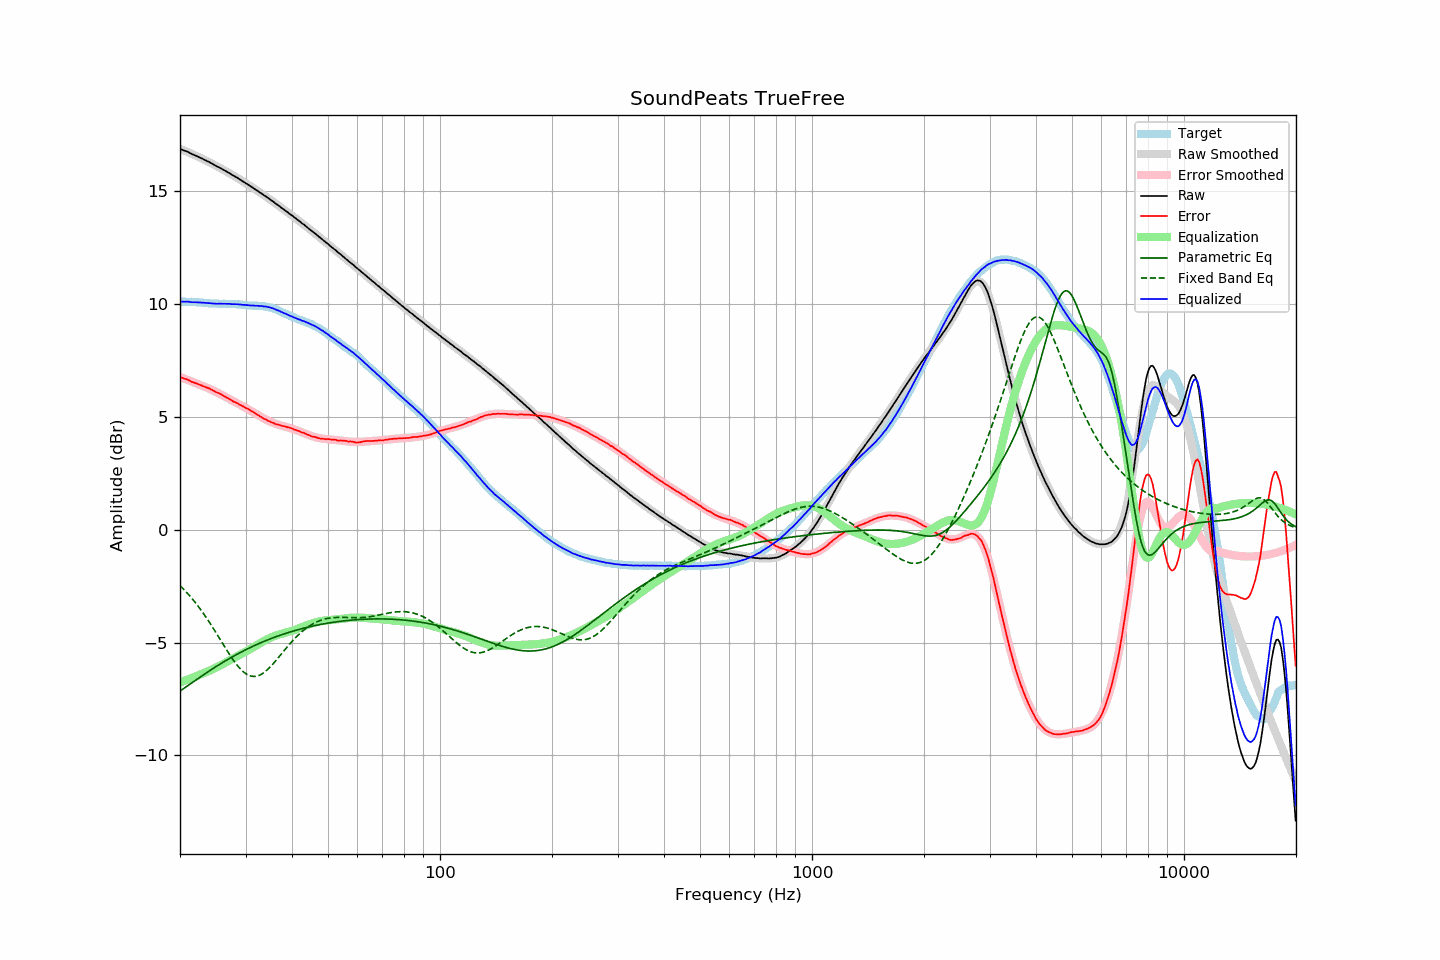 SoundPeats TrueFree
Target
Raw Smoothed
Error Smoothed
Raw
Error
Equalization
Parametric Eq
Fixed Band Eq
Equalized
15
10
5
0
−5
−10
Amplitude (dBr)
100
1000
10000
Frequency (Hz)